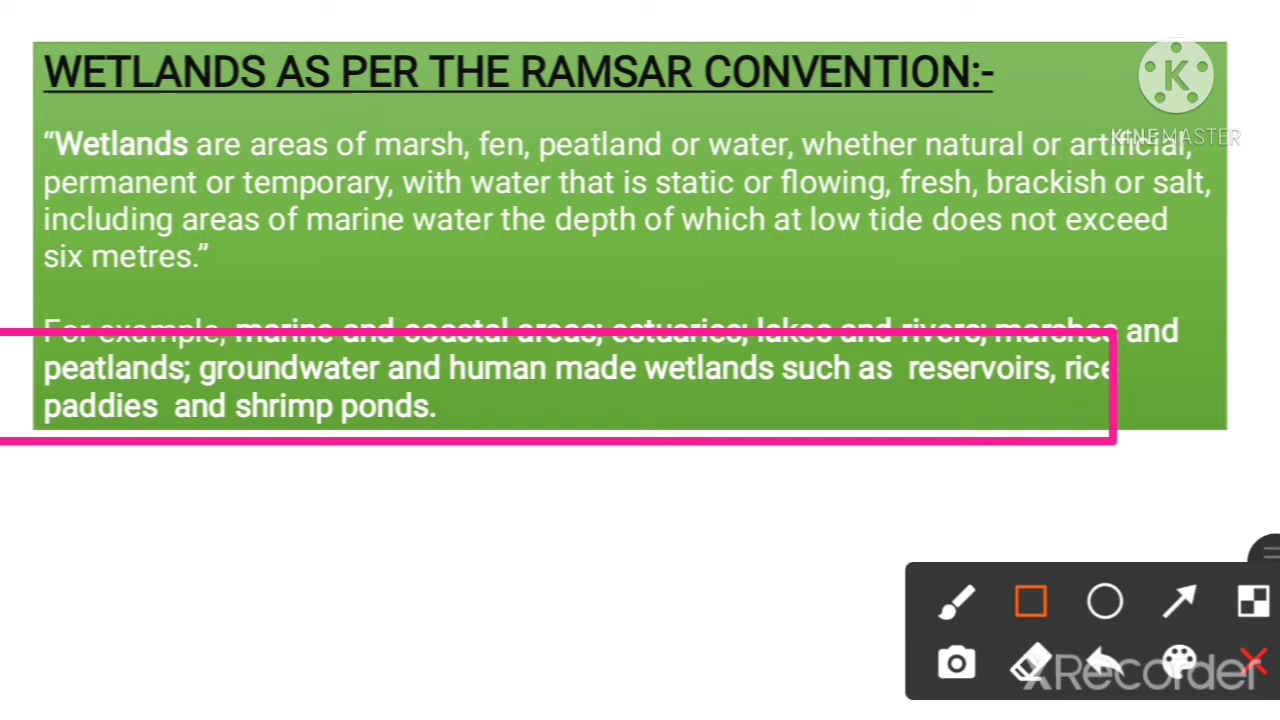 WETLANDS AS PER THE RAMSAR CONVENTION:-
K
KINEMASTER
“Wetlands are areas of marsh, fen, peatland or water, whether natural or artificial,
permanent or temporary, with water that is static or flowing, fresh, brackish or salt,
including areas of marine water the depth of which at low tide does not exceed
six metres.”
For example, marine and coastal areas; estuaries; lakes and rivers; marshes and
peatlands; groundwater and human made wetlands such as reservoirs, rice
paddies and shrimp ponds.
XRecorder